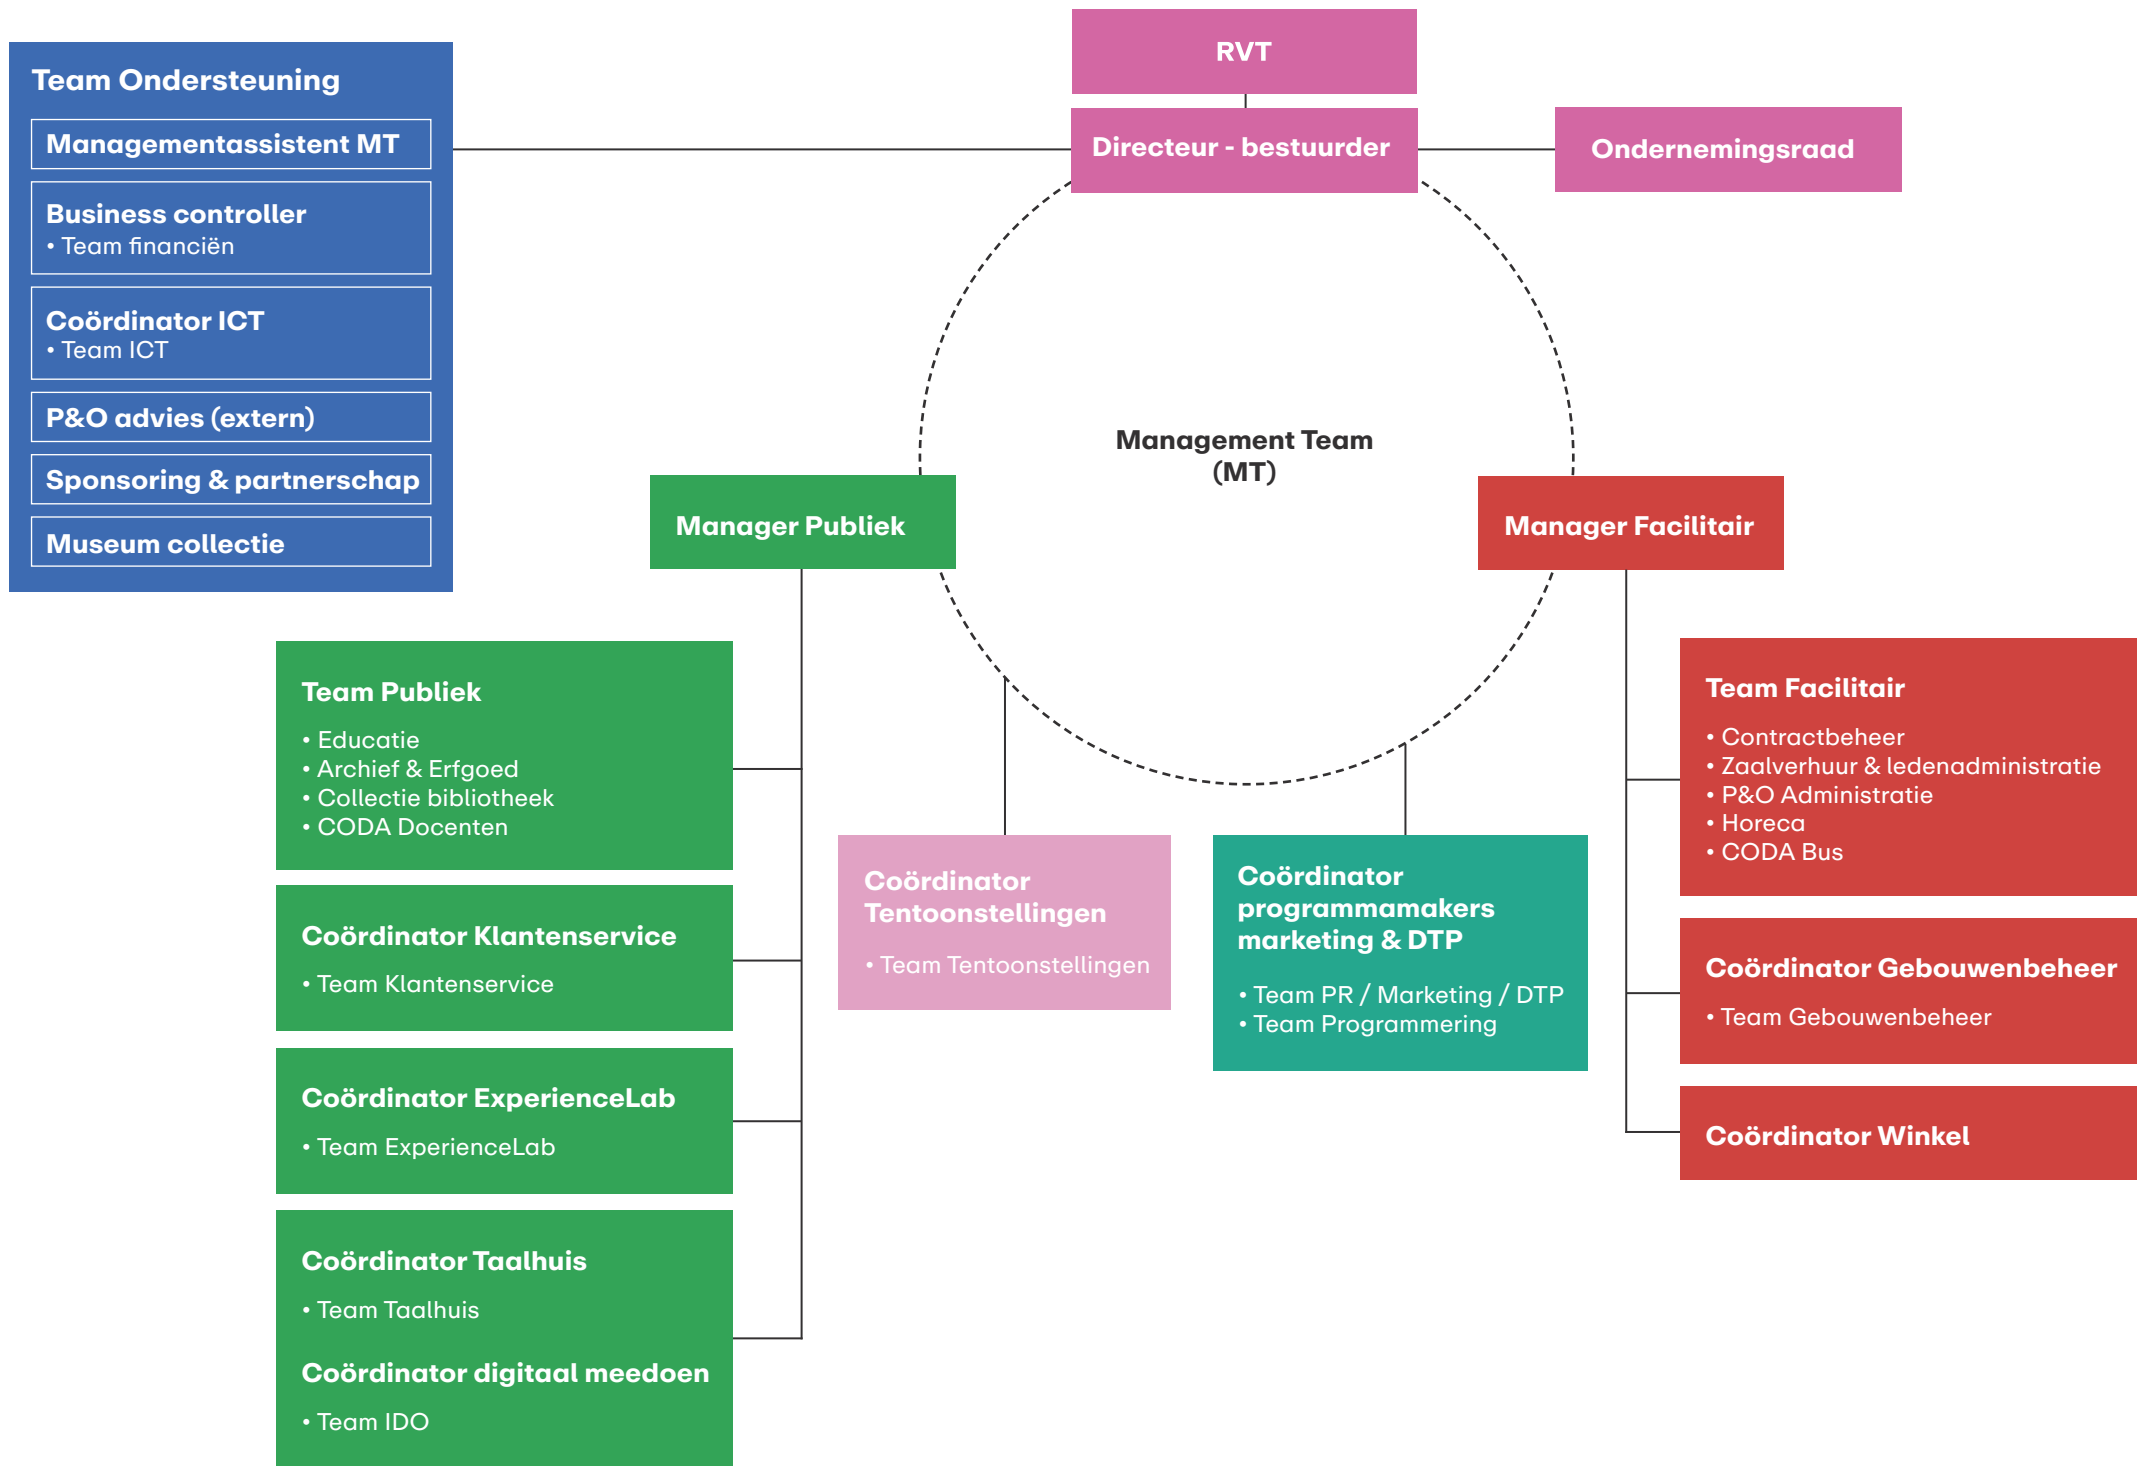 RVT
Directeur - bestuurder
Ondernemingsraad
Team Ondersteuning
Managementassistent MT
Business controller
• Team financiën
Coördinator ICT
• Team ICT
P&O advies (extern)
Sponsoring & partnerschap
Museum collectie
Management Team
(MT)
Manager Publiek
Manager Facilitair
Team Publiek
• Educatie
• Archief & Erfgoed
• Collectie bibliotheek
• CODA Docenten
Coördinator Klantenservice
• Team Klantenservice
Coördinator ExperienceLab
• Team ExperienceLab
Coördinator Taalhuis
• Team Taalhuis
Coördinator digitaal meedoen
• Team IDO
Coördinator
Tentoonstellingen
• Team Tentoonstellingen
Coördinator
programmamakers
marketing & DTP
• Team PR / Marketing / DTP
• Team Programmering
Team Facilitair
• Contractbeheer
• Zaalverhuur & ledenadministratie
• P&O Administratie
• Horeca
• CODA Bus
Coördinator Gebouwenbeheer
• Team Gebouwenbeheer
Coördinator Winkel